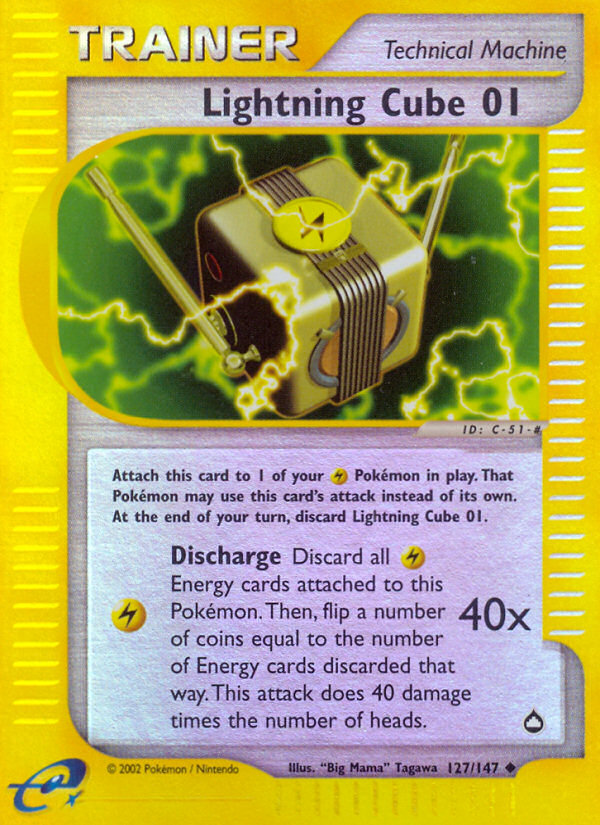 TRAINER
Technical Machine
Lightning Cube 01
ID: C-51-#
Attach this card to 1 of your Pokémon in play. That
Pokémon may use this card's attack instead of its own.
At the end of your turn, discard Lightning Cube 01.
Discharge Discard all
Energy cards attached to this
Pokémon. Then, flip a number
of coins equal to the number
of Energy cards discarded that
way. This attack does 40 damage
times the number of heads.
40x
© 2002 Pokémon / Nintendo
Illus. "Big Mama" Tagawa 127/147
e